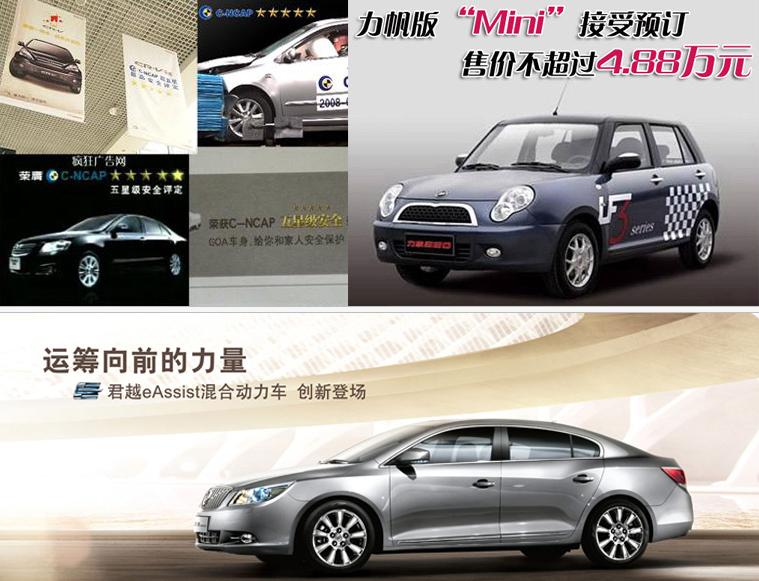 C-NCAP
C-NCAP ★★★★★
2008-0
疯狂广告网
荣膺 C-NCAP ★★★★★
五星级安全评定
★★★★★
荣获C-NCAP 五星级安全
GOA车身,给你和家人安全保护
力帆版“Mini”接受预订
售价不超过4.88万元
力帆320
LF
3 series
运筹向前的力量
君越eAssist混合动力车 创新登场